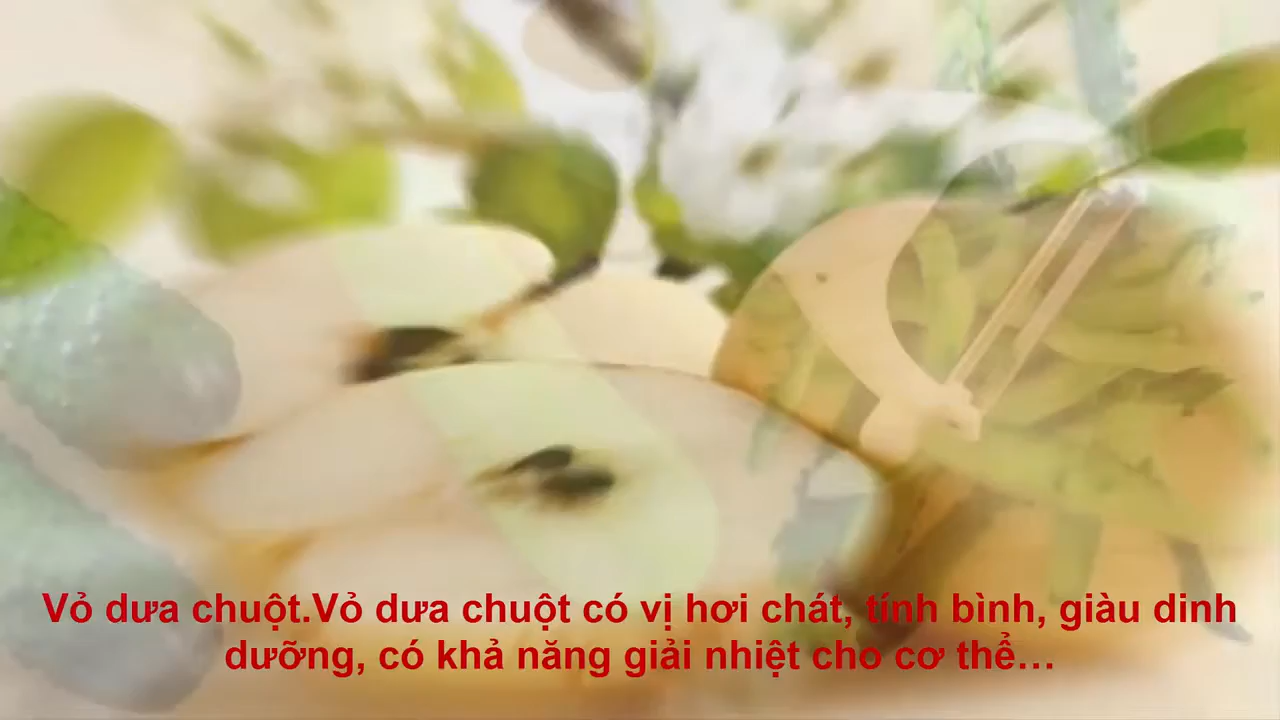 Vỏ dưa chuột.Vỏ dưa chuột có vị hơi chát, tính bình, giàu dinh
dưỡng, có khả năng giải nhiệt cho cơ thể…